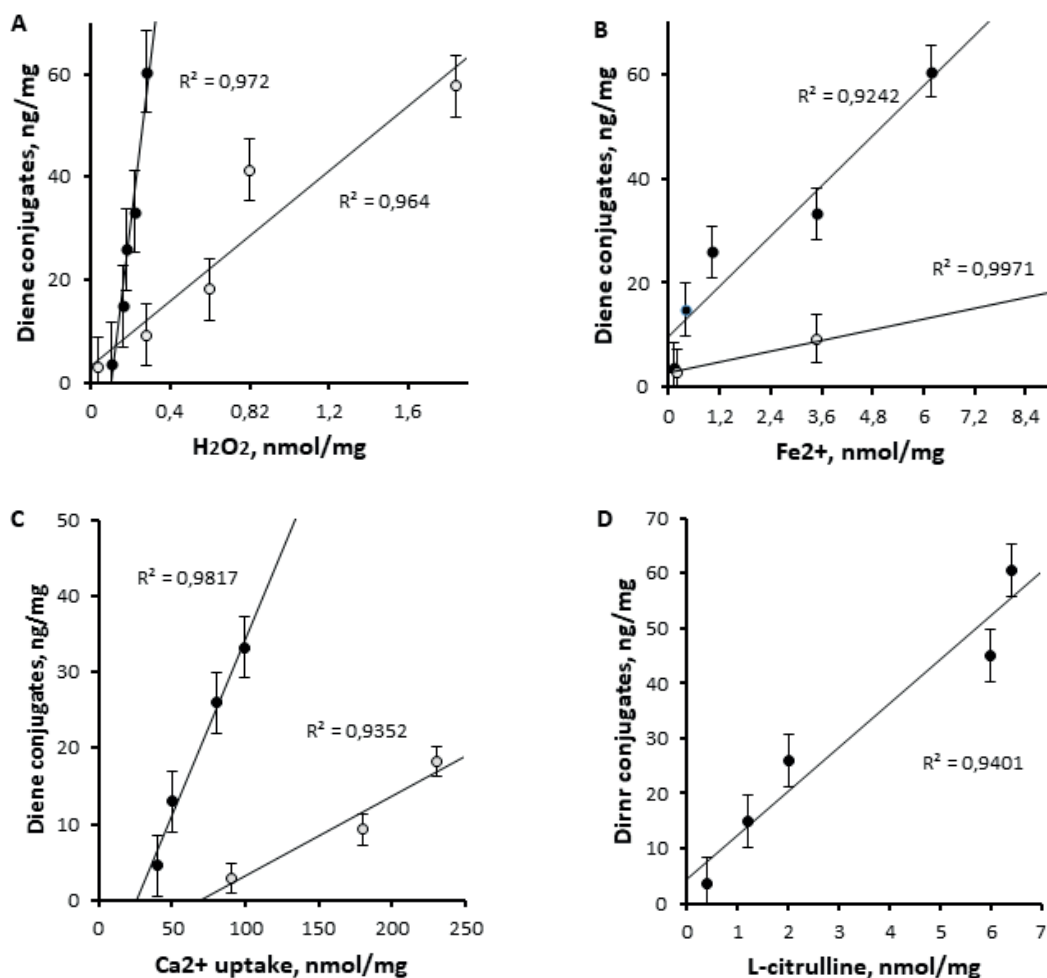 A
Diene conjugates, ng/mg
60
40
20
0
R² = 0,972
R² = 0,964
0 0,4 0,82 1,2 1,6
H2O2, nmol/mg
B
Diene conjugates, ng/mg
60
40
20
0
R² = 0,9242
R² = 0,9971
0 1,2 2,4 3,6 4,8 6 7,2 8,4
Fe2+, nmol/mg
C
Diene conjugates, ng/mg
50
40
30
20
10
0
R² = 0,9817
R² = 0,9352
0 50 100 150 200 250
Ca2+ uptake, nmol/mg
D
Dirnr conjugates, ng/mg
70
60
50
40
30
20
10
0
R² = 0,9401
0 1 2 3 4 5 6 7
L-citrulline, nmol/mg